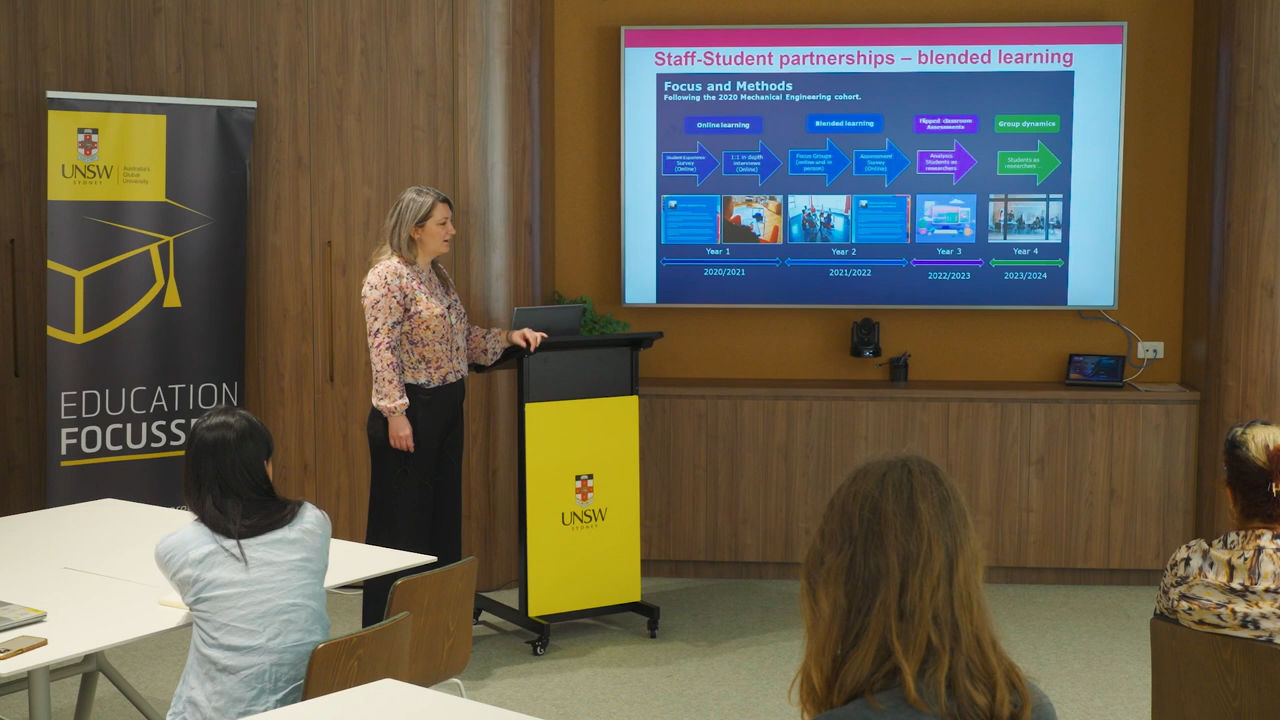 UNSW
SYDNEY
Australia's
Global
University
EDUCATION
FOCUSS
Staff-Student partnerships – blended learning
Focus and Methods
Following the 2020 Mechanical Engineering cohort.
Online learning
Blended learning
Flipped classroom
Assessments
Group dynamics
Student Experience
Survey
(Online)
1:1 in depth
interviews
(Online)
Focus Groups
(online and in
person)
Assessment
Survey
(Online)
Analysis
Students as
researchers
Students as
researchers ..
Year 1
Year 2
Year 3
Year 4
2020/2021
2021/2022
2022/2023
2023/2024
UNSW
SYDNEY